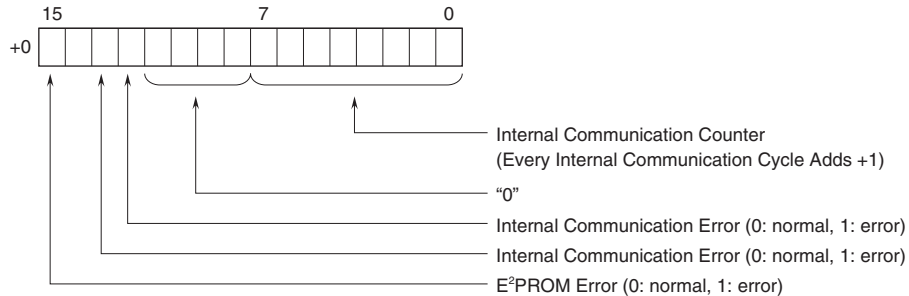 15 7 0
+0
Internal Communication Counter
(Every Internal Communication Cycle Adds +1)
“0”
Internal Communication Error (0: normal, 1: error)
Internal Communication Error (0: normal, 1: error)
E²PROM Error (0: normal, 1: error)